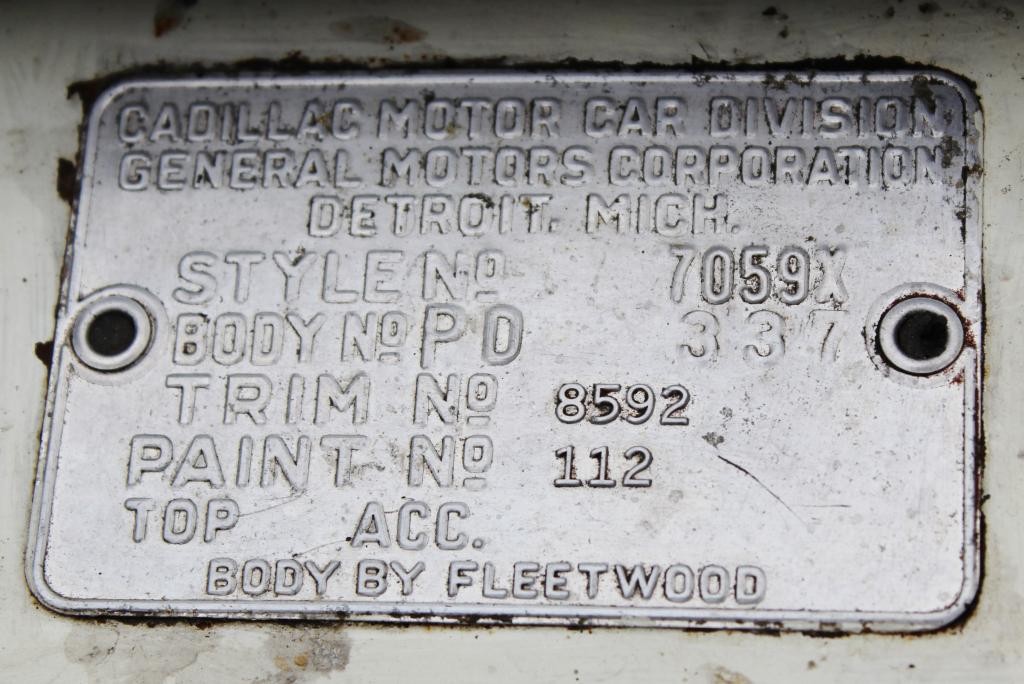 CADILLAC MOTOR CAR DIVISION
GENERAL MOTORS CORPORATION
DETROIT. MICH.
STYLE Nº 7059X
BODY Nº PD 337
TRIM Nº 8592
PAINT Nº 112
TOP ACC.
BODY BY FLEETWOOD